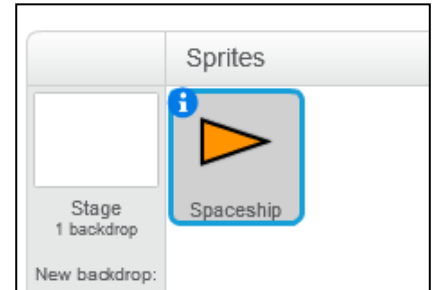 Sprites
i
Spaceship
Stage
1 backdrop
New backdrop: